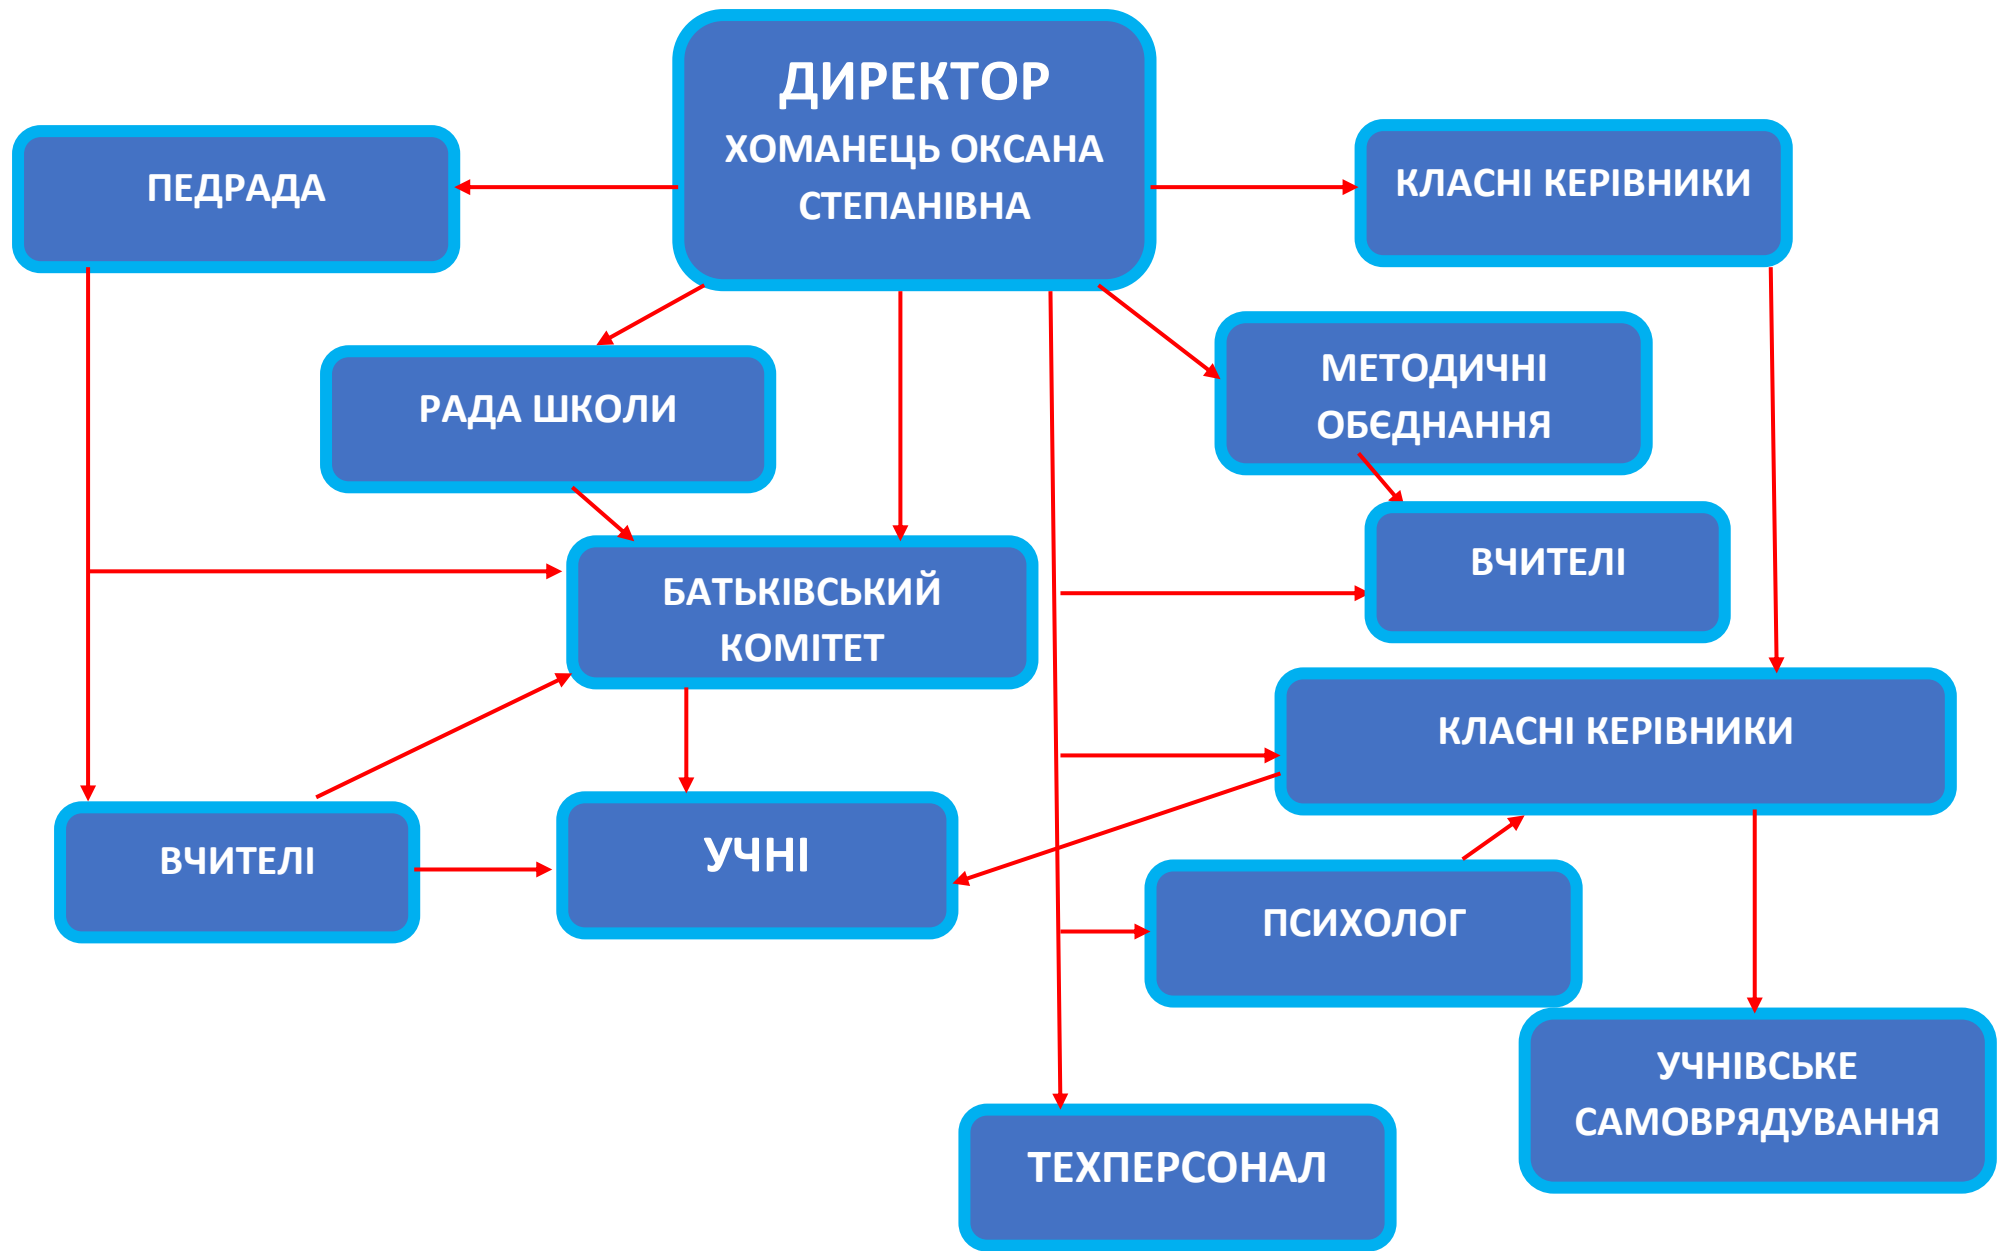 ДИРЕКТОР
ХОМАНЕЦЬ ОКСАНА
СТЕПАНІВНА
ПЕДРАДА
КЛАСНІ КЕРІВНИКИ
РАДА ШКОЛИ
МЕТОДИЧНІ
ОБЄДНАННЯ
БАТЬКІВСЬКИЙ
КОМІТЕТ
ВЧИТЕЛІ
КЛАСНІ КЕРІВНИКИ
ВЧИТЕЛІ
УЧНІ
ПСИХОЛОГ
УЧНІВСЬКЕ
САМОВРЯДУВАННЯ
ТЕХПЕРСОНАЛ